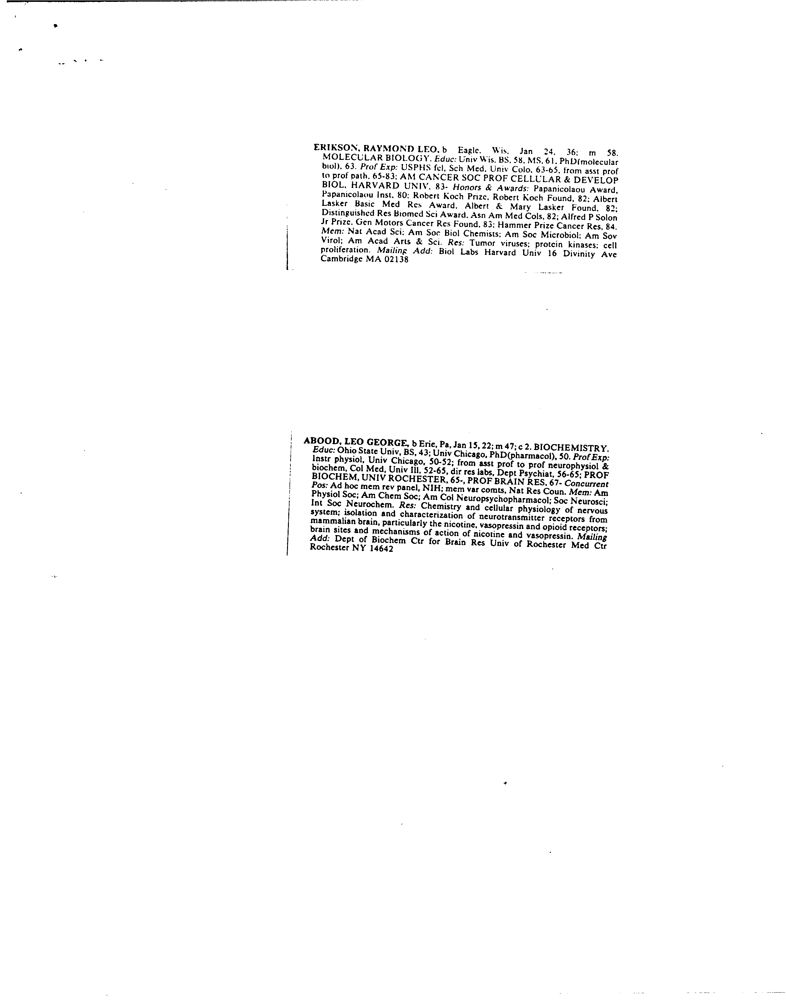 ERIKSON, RAYMOND LEO, b Eagle, Wis, Jan 24, 36; m 58.
MOLECULAR BIOLOGY. Educ: Univ Wis, BS, 58, MS, 61, PhD(molecular
biol), 63. Prof Exp: USPHS fel, Sch Med, Univ Colo, 63-65, from asst prof
to prof path, 65-83; AM CANCER SOC PROF CELLULAR & DEVELOP
BIOL, HARVARD UNIV, 83- Honors & Awards: Papanicolaou Award,
Papanicolaou Inst, 80; Robert Koch Prize, Robert Koch Found, 82; Albert
Lasker Basic Med Res Award, Albert & Mary Lasker Found, 82;
Distinguished Res Biomed Sci Award, Asn Am Med Cols, 82; Alfred P Solon
Jr Prize, Gen Motors Cancer Res Found, 83; Hammer Prize Cancer Res, 84.
Mem: Nat Acad Sci; Am Soc Biol Chemists; Am Soc Microbiol; Am Sov
Virol; Am Acad Arts & Sci. Res: Tumor viruses; protein kinases; cell
proliferation. Mailing Add: Biol Labs Harvard Univ 16 Divinity Ave
Cambridge MA 02138
ABOOD, LEO GEORGE, b Erie, Pa, Jan 15, 22; m 47; c 2. BIOCHEMISTRY.
Educ: Ohio State Univ, BS, 43; Univ Chicago, PhD(pharmacol), 50. Prof Exp:
Instr physiol, Univ Chicago, 50-52; from asst prof to prof neurophysiol &
biochem, Col Med, Univ Ill, 52-65, dir res labs, Dept Psychiat, 56-65; PROF
BIOCHEM, UNIV ROCHESTER, 65-, PROF BRAIN RES, 67- Concurrent
Pos: Ad hoc mem rev panel, NIH; mem var comts, Nat Res Coun. Mem: Am
Physiol Soc; Am Chem Soc; Am Col Neuropsychopharmacol; Soc Neurosci;
Int Soc Neurochem. Res: Chemistry and cellular physiology of nervous
system; isolation and characterization of neurotransmitter receptors from
mammalian brain, particularly the nicotine, vasopressin and opioid receptors;
brain sites and mechanisms of action of nicotine and vasopressin. Mailing
Add: Dept of Biochem Ctr for Brain Res Univ of Rochester Med Ctr
Rochester NY 14642